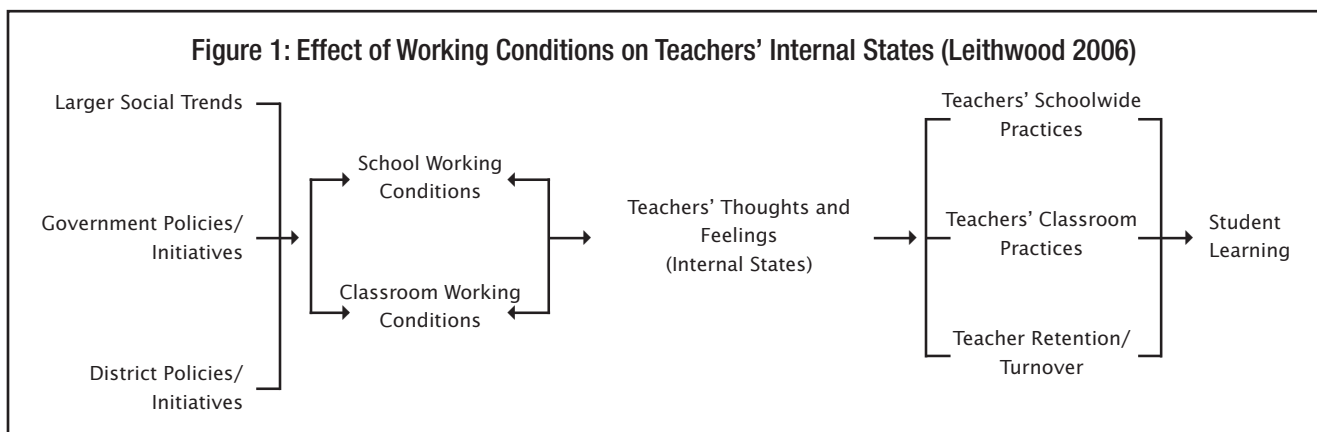 Figure 1: Effect of Working Conditions on Teachers’ Internal States (Leithwood 2006)
Larger Social Trends
Government Policies/
Initiatives
District Policies/
Initiatives
School Working
Conditions
Classroom Working
Conditions
Teachers’ Thoughts and
Feelings
(Internal States)
Teachers’ Schoolwide
Practices
Teachers’ Classroom
Practices
Teacher Retention/
Turnover
Student
Learning